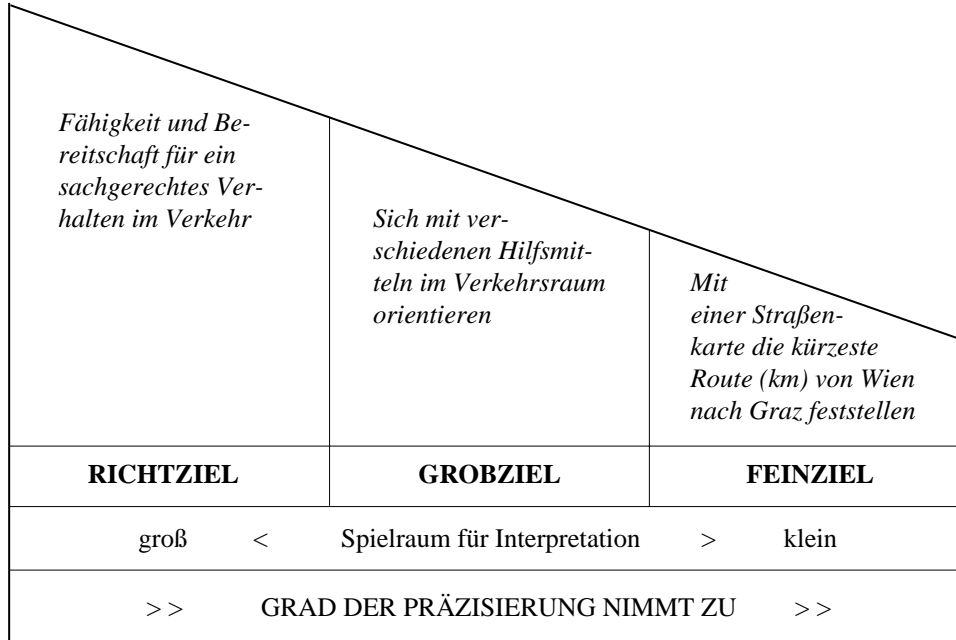 Fähigkeit und Be-
reitschaft für ein
sachgerechtes Ver-
halten im Verkehr
Sich mit ver-
schiedenen Hilfsmit-
teln im Verkehrsraum
orientieren
Mit
einer Straßen-
karte die kürzeste
Route (km) von Wien
nach Graz feststellen
RICHTZIEL GROBZIEL FEINZIEL
groß < Spielraum für Interpretation > klein
> > GRAD DER PRÄZISIERUNG NIMMT ZU > >